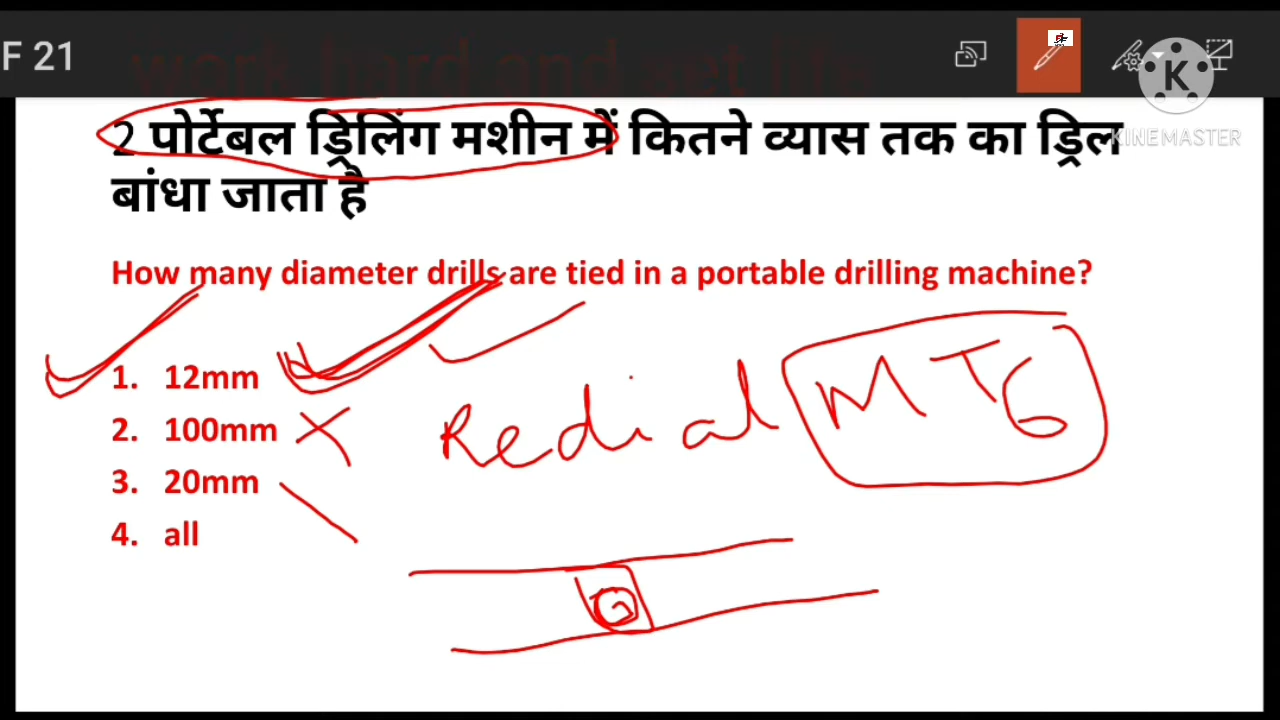 F 21
KINEMASTER
2 पोर्टेबल ड्रिलिंग मशीन में कितने व्यास तक का ड्रिल
बांधा जाता है
How many diameter drills are tied in a portable drilling machine?
1. 12mm
2. 100mm
3. 20mm
4. all
Redial MT6
G